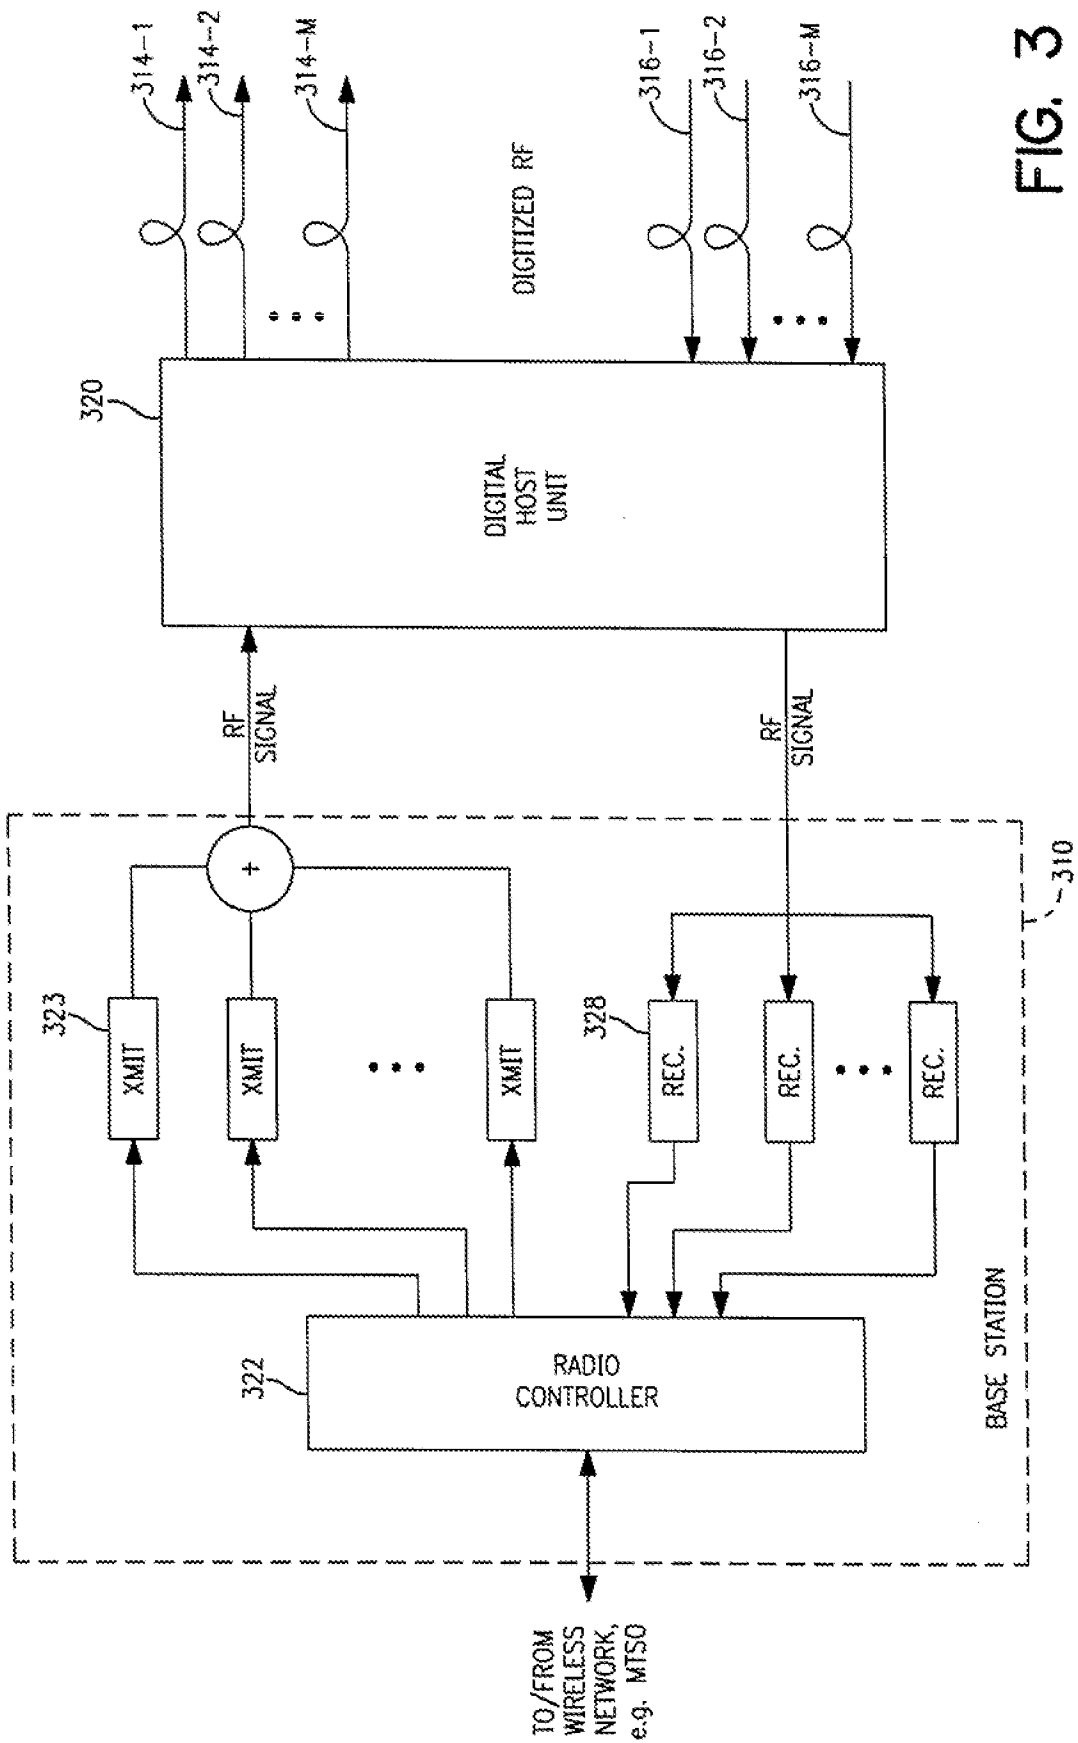 TO/FROM
WIRELESS
NETWORK,
e.g. MTSO
322
RADIO
CONTROLLER
BASE STATION
310
323
XMIT
XMIT
XMIT
328
REC.
REC.
REC.
+
RF
SIGNAL
RF
SIGNAL
320
DIGITAL
HOST
UNIT
314-1
314-2
314-M
DIGITIZED RF
316-1
316-2
316-M
FIG. 3